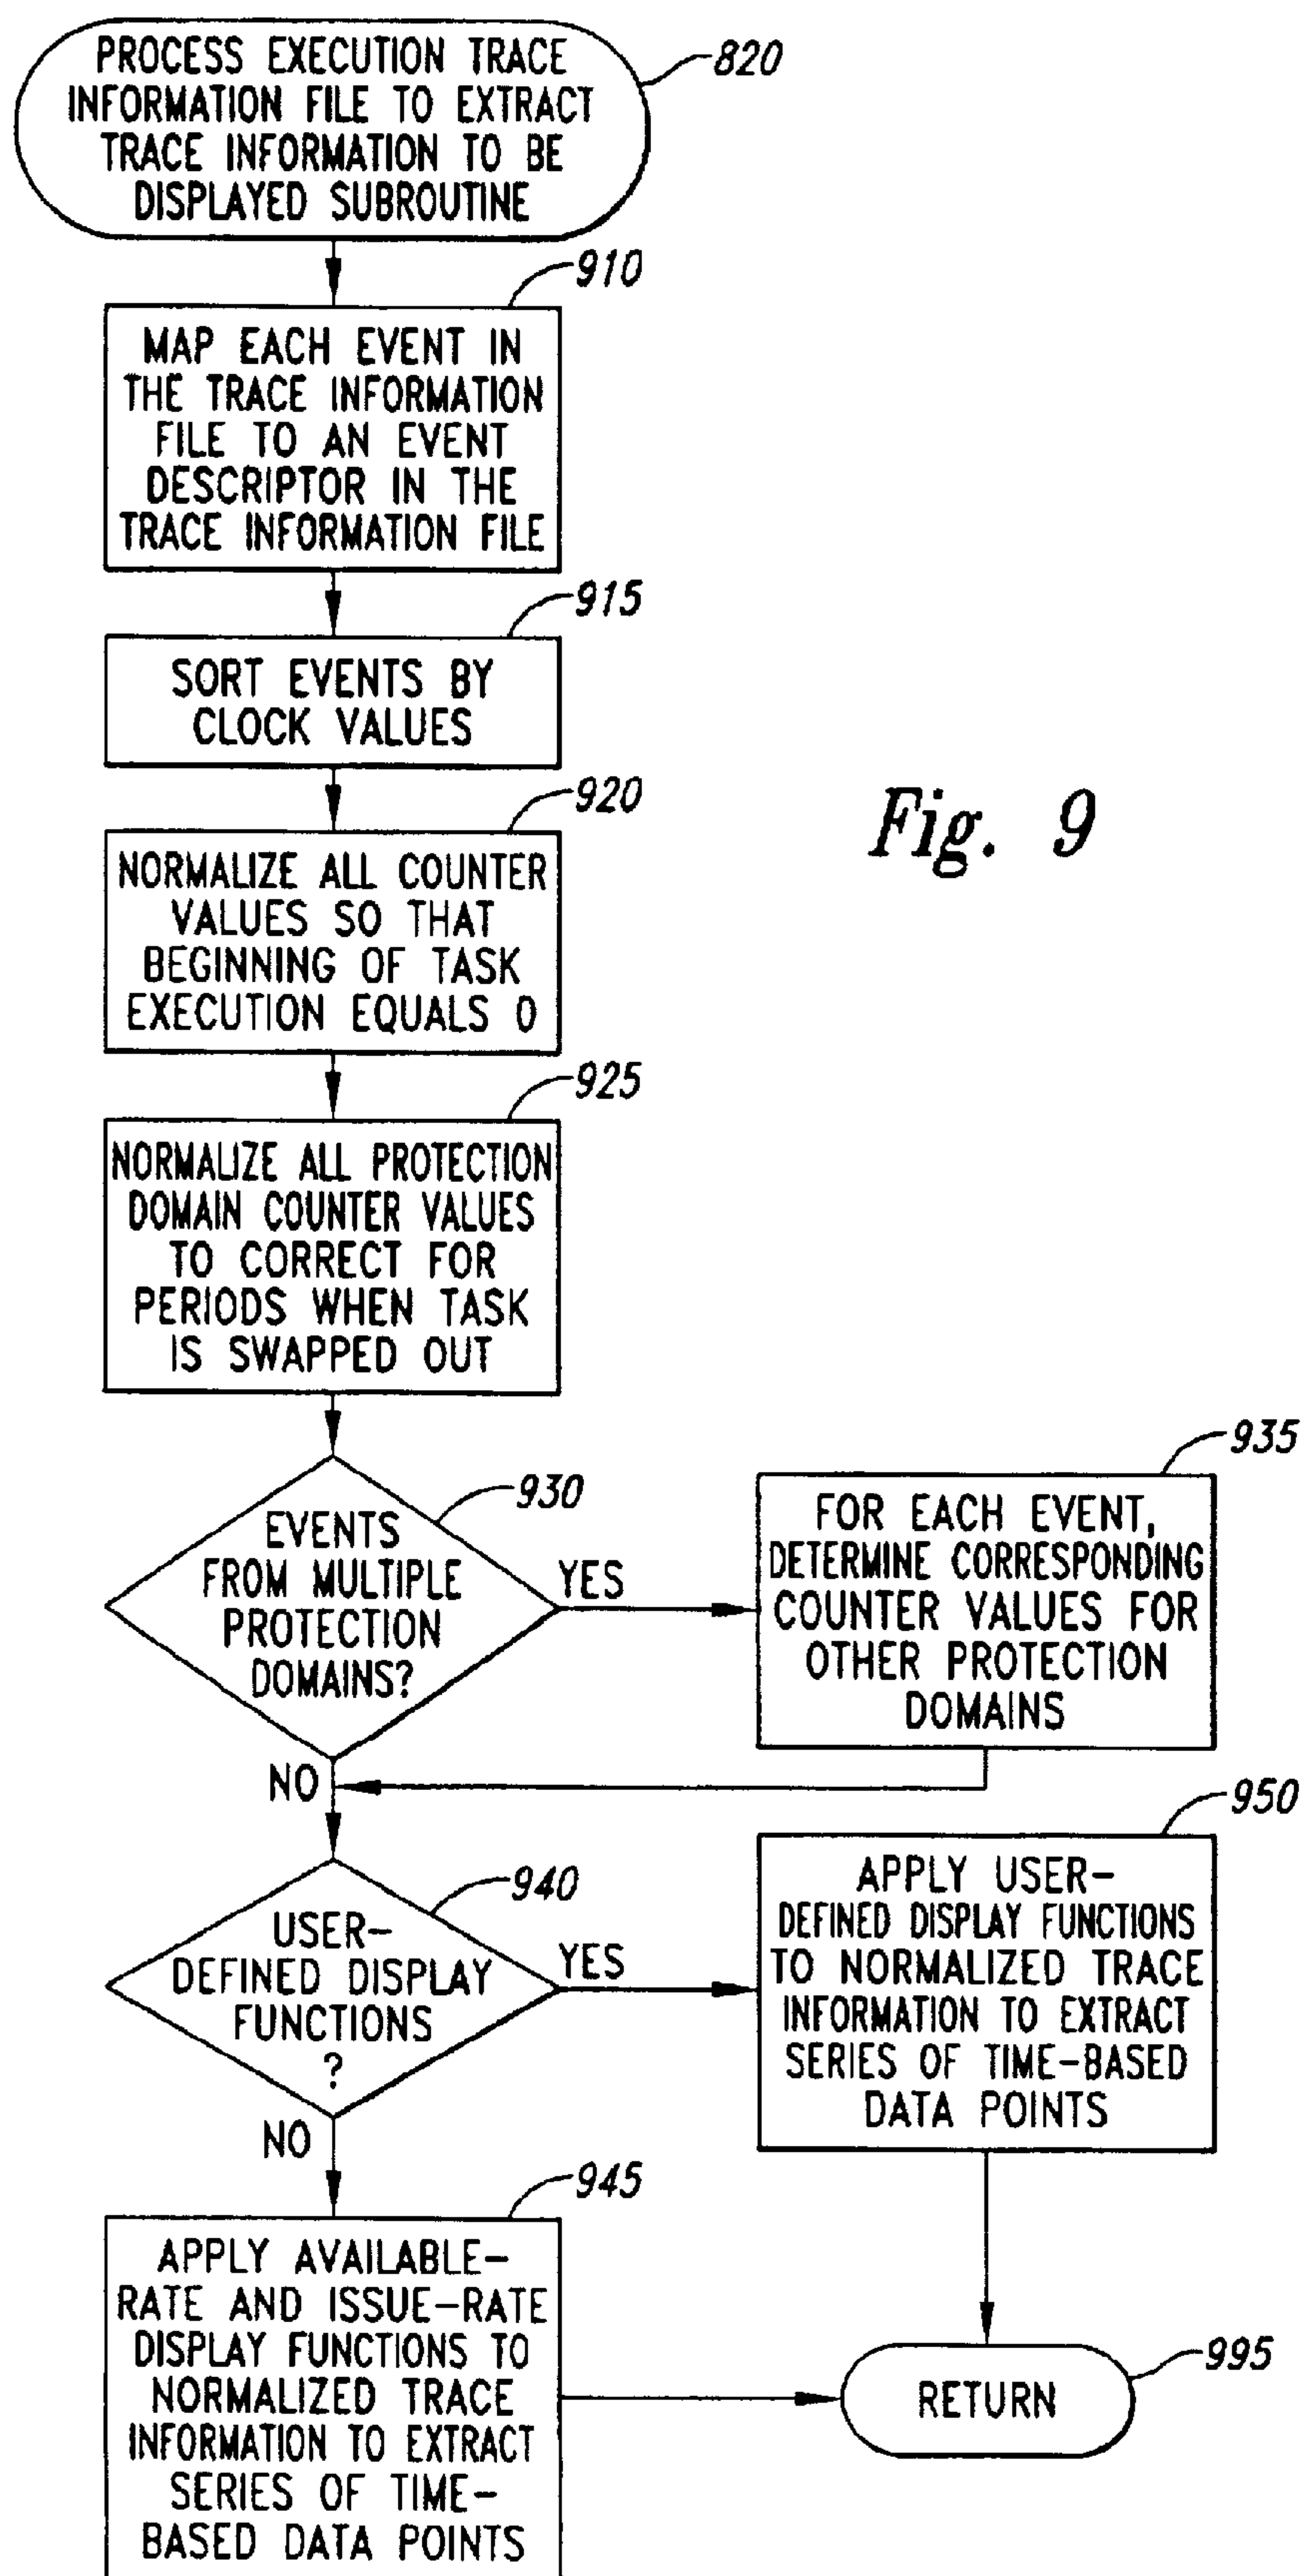 PROCESS EXECUTION TRACE
INFORMATION FILE TO EXTRACT
TRACE INFORMATION TO BE
DISPLAYED SUBROUTINE
820
910
MAP EACH EVENT IN
THE TRACE INFORMATION
FILE TO AN EVENT
DESCRIPTOR IN THE
TRACE INFORMATION FILE
915
SORT EVENTS BY
CLOCK VALUES
920
NORMALIZE ALL COUNTER
VALUES SO THAT
BEGINNING OF TASK
EXECUTION EQUALS 0
Fig. 9
925
NORMALIZE ALL PROTECTION
DOMAIN COUNTER VALUES
TO CORRECT FOR
PERIODS WHEN TASK
IS SWAPPED OUT
930
EVENTS
FROM MULTIPLE
PROTECTION
DOMAINS?
YES
935
FOR EACH EVENT,
DETERMINE CORRESPONDING
COUNTER VALUES FOR
OTHER PROTECTION
DOMAINS
NO
940
USER-
DEFINED DISPLAY
FUNCTIONS
?
YES
950
APPLY USER-
DEFINED DISPLAY FUNCTIONS
TO NORMALIZED TRACE
INFORMATION TO EXTRACT
SERIES OF TIME-BASED
DATA POINTS
NO
945
APPLY AVAILABLE-
RATE AND ISSUE-RATE
DISPLAY FUNCTIONS TO
NORMALIZED TRACE
INFORMATION TO EXTRACT
SERIES OF TIME-
BASED DATA POINTS
995
RETURN